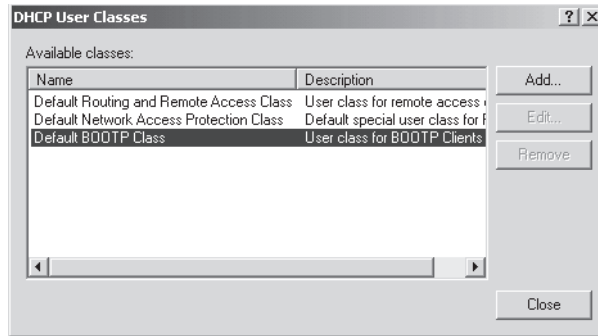 DHCP User Classes
? X
Available classes:
Name Description Add...
Default Routing and Remote Access Class User class for remote access
Default Network Access Protection Class Default special user class for Edit...
Default BOOTP Class User class for BOOTP Clients
Remove
Close